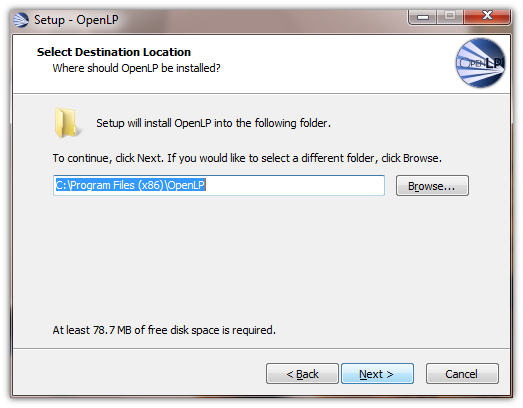 Setup - OpenLP
Select Destination Location
Where should OpenLP be installed?
OPENLP
Setup will install OpenLP into the following folder.
To continue, click Next. If you would like to select a different folder, click Browse.
C:\Program Files (x86)\OpenLP
Browse...
At least 78.7 MB of free disk space is required.
< Back
Next >
Cancel